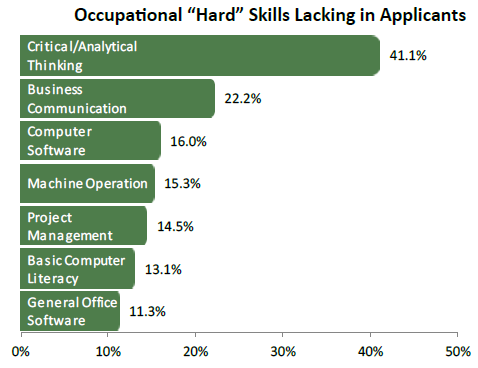 Occupational “Hard” Skills Lacking in Applicants
Critical/Analytical
Thinking
41.1%
Business
Communication
22.2%
Computer
Software
16.0%
Machine Operation
15.3%
Project
Management
14.5%
Basic Computer
Literacy
13.1%
General Office
Software
11.3%
0% 10% 20% 30% 40% 50%